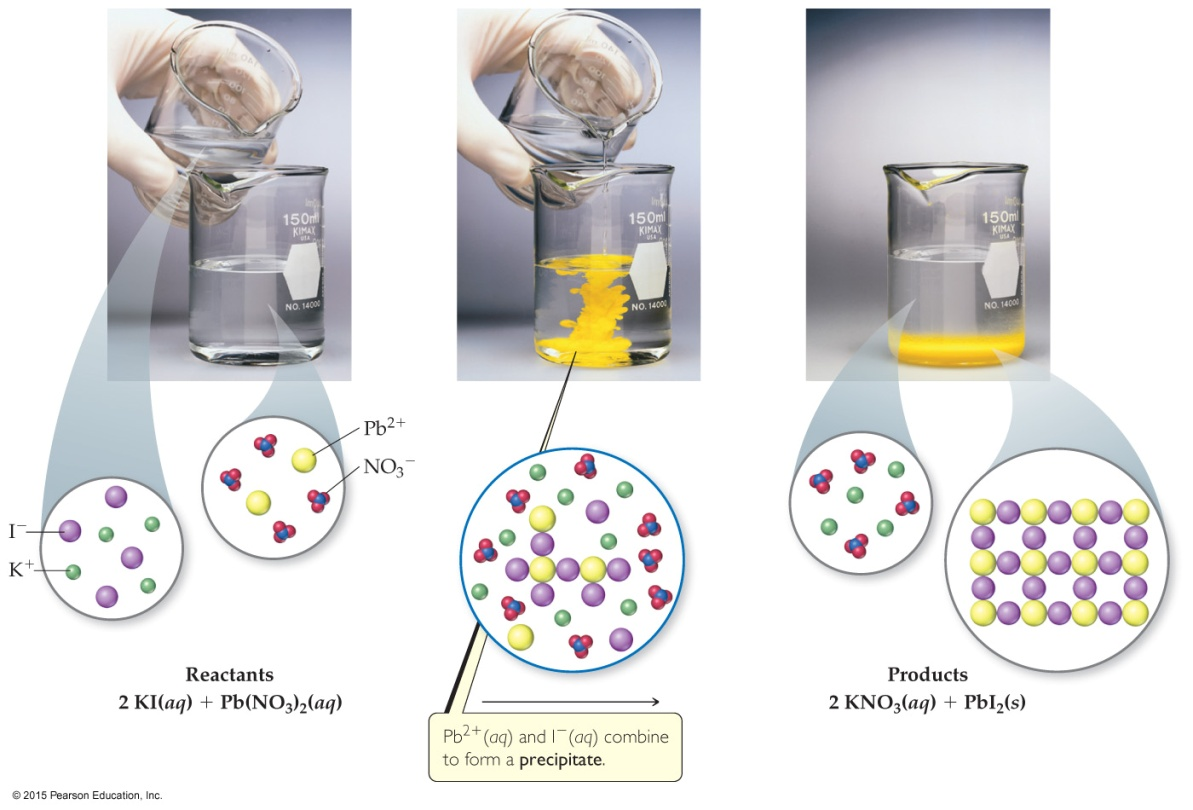 150ml
KIMAX
USA
NO. 14000
150ml
KIMAX
USA
NO. 14000
150ml
KIMAX
USA
NO. 14000
Pb²⁺
NO₃⁻
I⁻
K⁺
Reactants
2 KI(aq) + Pb(NO₃)₂(aq)
Pb²⁺(aq) and I⁻(aq) combine
to form a precipitate.
Products
2 KNO₃(aq) + PbI₂(s)
© 2015 Pearson Education, Inc.